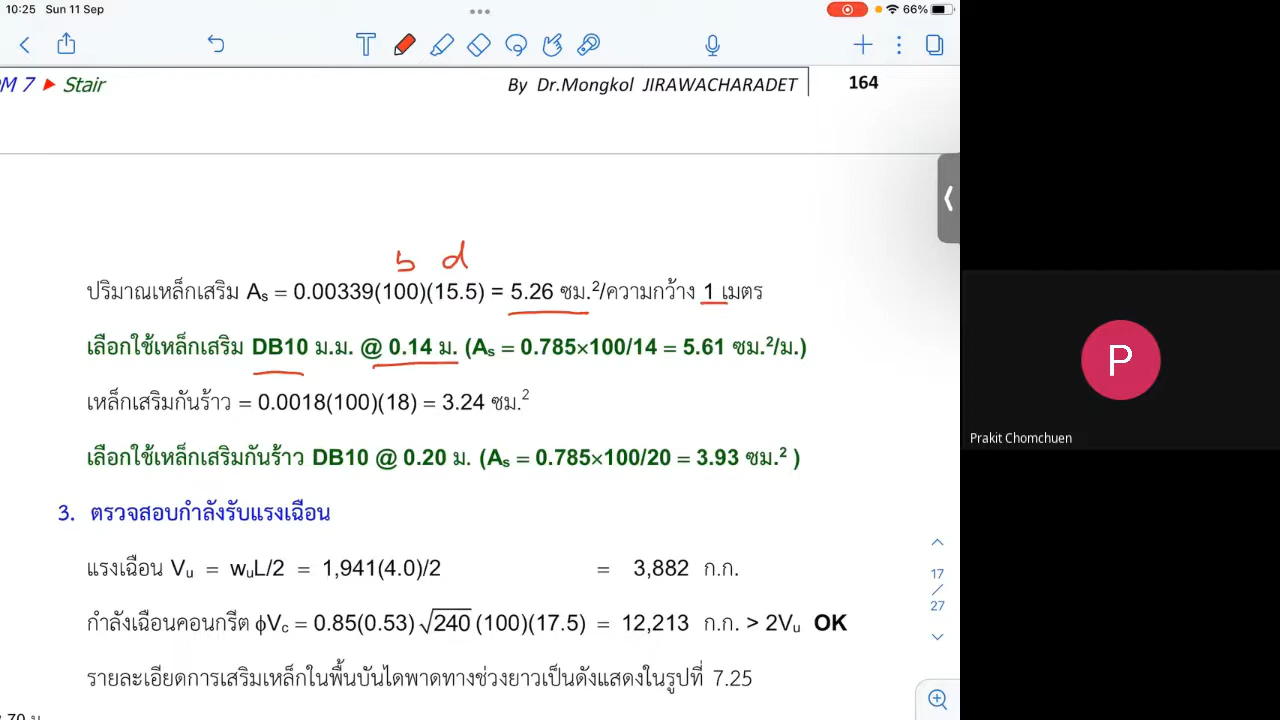 10:25 Sun 11 Sep
66%
OM 7 ▶ Stair
By Dr.Mongkol JIRAWACHARADET
164
b d
ปริมาณเหล็กเสริม As = 0.00339(100)(15.5) = 5.26 ซม.²/ความกว้าง 1 เมตร
เลือกใช้เหล็กเสริม DB10 ม.ม. @ 0.14 ม. (As = 0.785×100/14 = 5.61 ซม.²/ม.)
เหล็กเสริมกันร้าว = 0.0018(100)(18) = 3.24 ซม.²
เลือกใช้เหล็กเสริมกันร้าว DB10 @ 0.20 ม. (As = 0.785×100/20 = 3.93 ซม.² )
3. ตรวจสอบกำลังรับแรงเฉือน
แรงเฉือน Vu = wuL/2 = 1,941(4.0)/2 = 3,882 ก.ก.
กำลังเฉือนคอนกรีต ϕVc = 0.85(0.53) √240 (100)(17.5) = 12,213 ก.ก. > 2Vu OK
รายละเอียดการเสริมเหล็กในพื้นบันไดพาดทางช่วงยาวเป็นดังแสดงในรูปที่ 7.25
17
/
27
P
Prakit Chomchuen